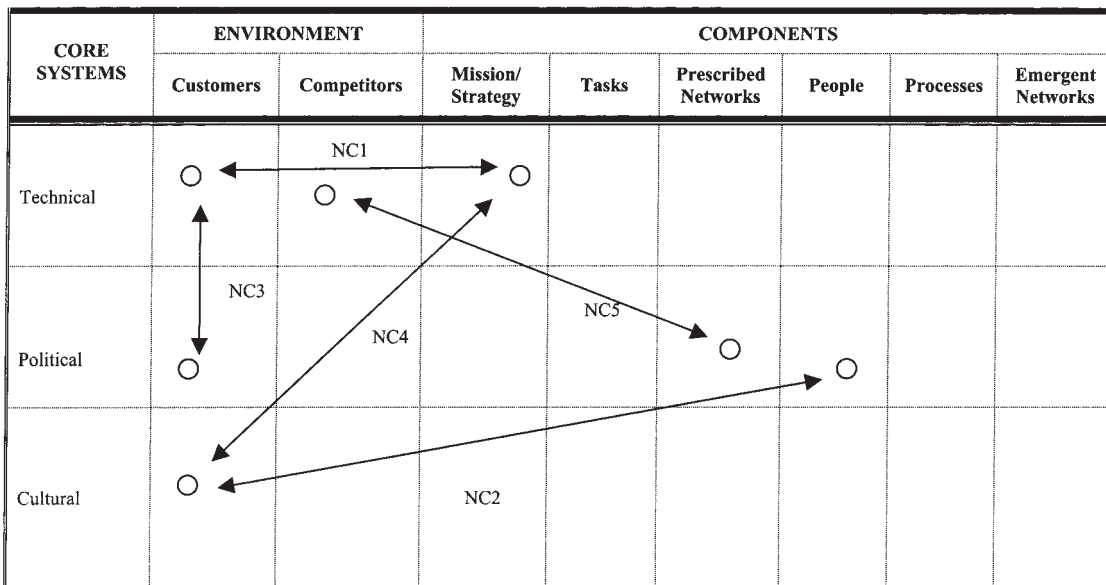 CORE
SYSTEMS
ENVIRONMENT
COMPONENTS
Customers
Competitors
Mission/
Strategy
Tasks
Prescribed
Networks
People
Processes
Emergent
Networks
Technical
NC1
NC3
NC4
NC5
Political
Cultural
NC2